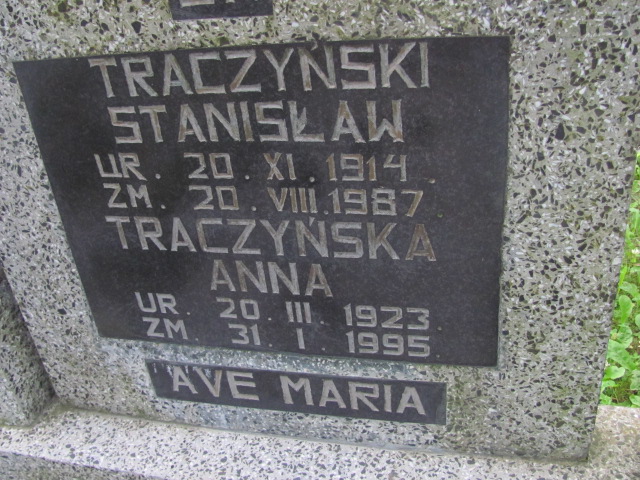 TRACZYŃSKI
STANISŁAW
UR. 20. XI. 1914.
ZM. 20. VIII. 1987.
TRACZYŃSKA
ANNA
UR. 20. III. 1923.
ZM 31. I. 1995.
AVE MARIA